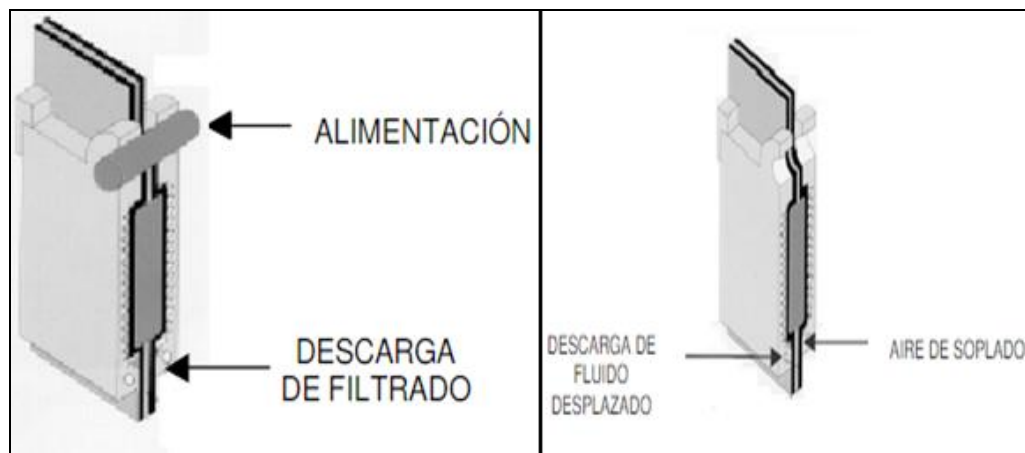 ALIMENTACIÓN
DESCARGA
DE FILTRADO
DESCARGA DE
FLUIDO
DESPLAZADO
AIRE DE SOPLADO